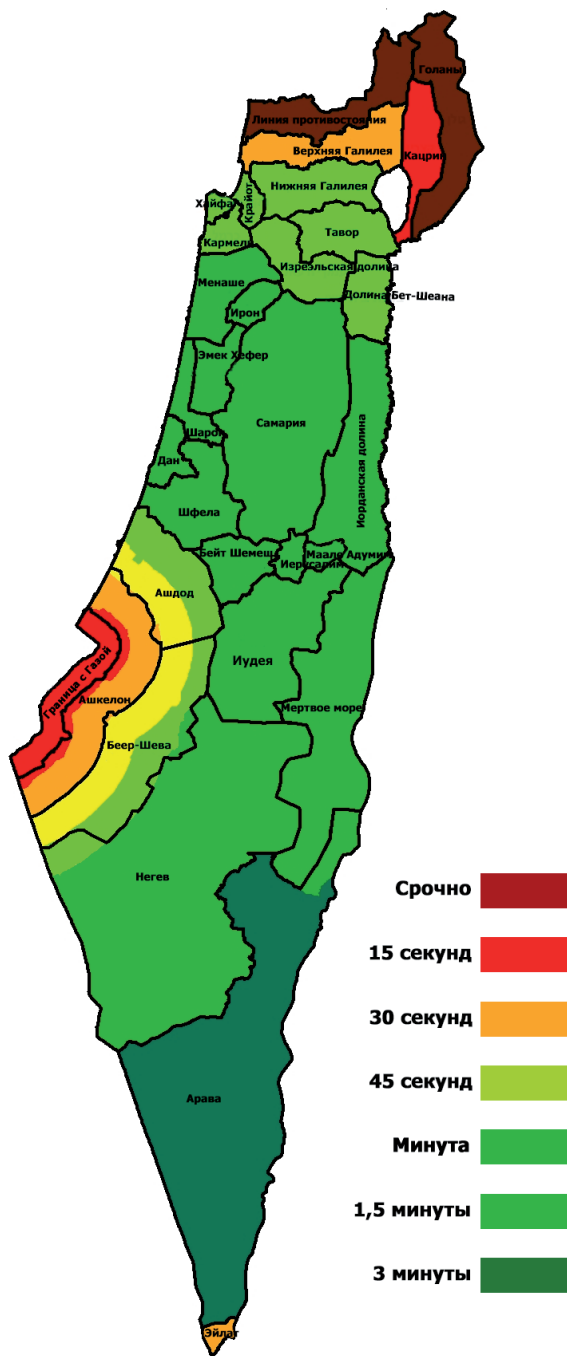 Голаны
Линия противостояния
Верхняя Галилея
Кацрин
Нижняя Галилея
Крайот
Хайфа
Тавор
Кармель
Изреэльская долина
Менаше
Долина Бет-Шеана
Ирон
Эмек Хефер
Самария
Шарон
Дан
Иорданская долина
Шфела
Бейт Шемеш
Иерусалим
Маале Адумим
Ашдод
Иудея
Граница с Газой
Ашкелон
Мертвое море
Беер-Шева
Негев
Арава
Эйлат
Срочно
15 секунд
30 секунд
45 секунд
Минута
1,5 минуты
3 минуты